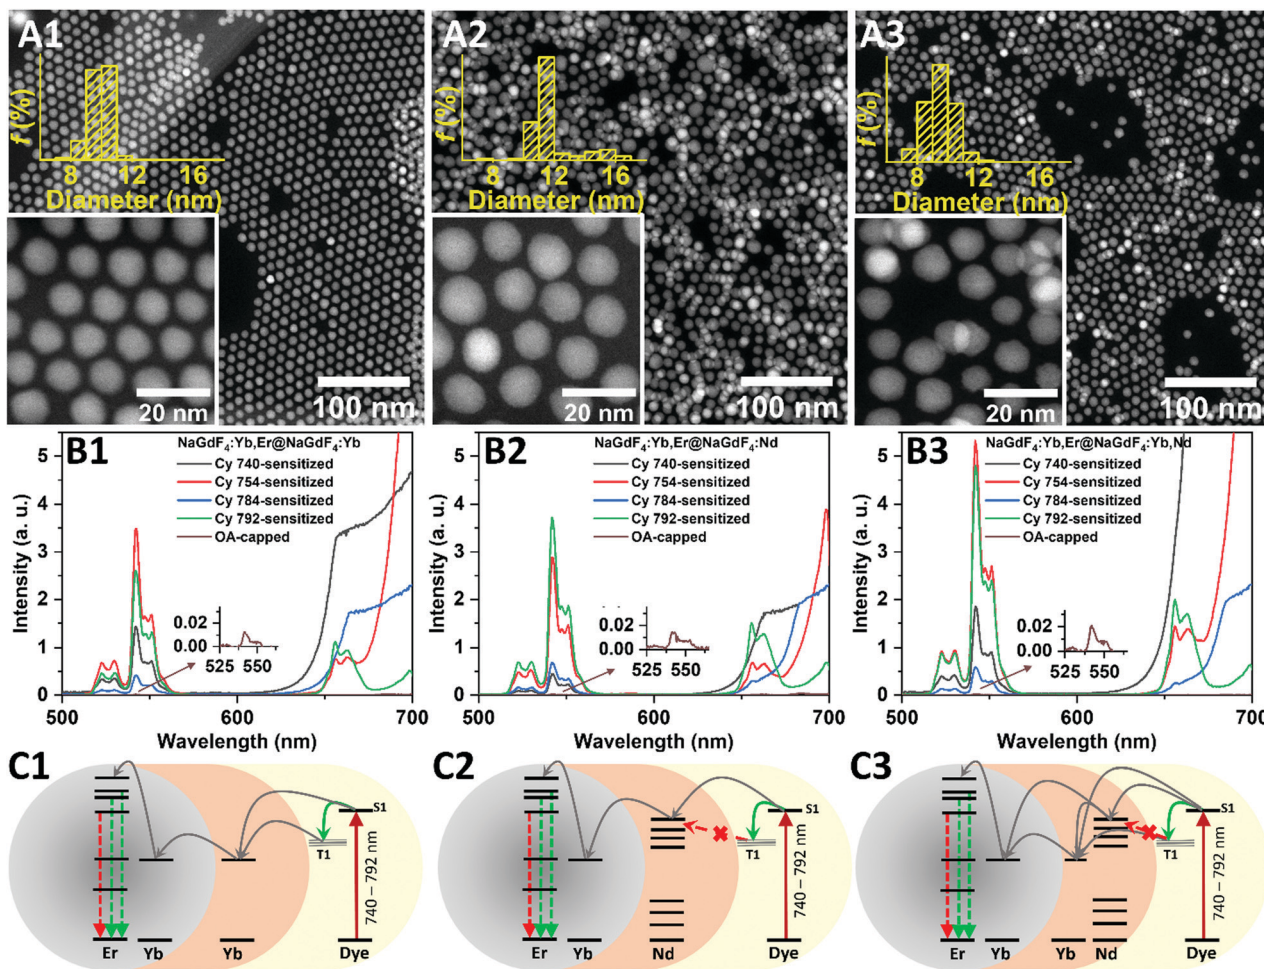 A1
f (%)
8 12 16
Diameter (nm)
20 nm
100 nm
A2
f (%)
8 12 16
Diameter (nm)
20 nm
100 nm
A3
f (%)
8 12 16
Diameter (nm)
20 nm
100 nm
B1
NaGdF₄:Yb,Er@NaGdF₄:Yb
Cy 740-sensitized
Cy 754-sensitized
Cy 784-sensitized
Cy 792-sensitized
OA-capped
Intensity (a. u.)
5
4
3
2
1
0
0.02
0.00
525 550
500 600 700
Wavelength (nm)
B2
NaGdF₄:Yb,Er@NaGdF₄:Nd
Cy 740-sensitized
Cy 754-sensitized
Cy 784-sensitized
Cy 792-sensitized
OA-capped
Intensity (a. u.)
5
4
3
2
1
0
0.02
0.00
525 550
500 600 700
Wavelength (nm)
B3
NaGdF₄:Yb,Er@NaGdF₄:Yb,Nd
Cy 740-sensitized
Cy 754-sensitized
Cy 784-sensitized
Cy 792-sensitized
OA-capped
Intensity (a. u.)
5
4
3
2
1
0
0.02
0.00
525 550
500 600 700
Wavelength (nm)
C1
S1
T1
740 – 792 nm
Er Yb Yb Dye
C2
S1
T1
740 – 792 nm
Er Yb Nd Dye
C3
S1
T1
740 – 792 nm
Er Yb Yb Nd Dye